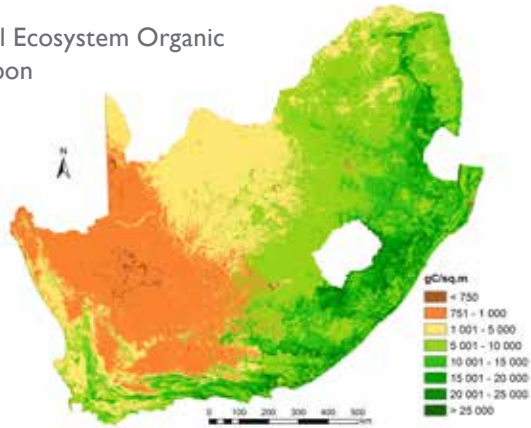 l Ecosystem Organic
bon
N
gC/sq.m
< 750
751 - 1 000
1 001 - 5 000
5 001 - 10 000
10 001 - 15 000
15 001 - 20 000
20 001 - 25 000
> 25 000
0 100 200 300 400 500
km